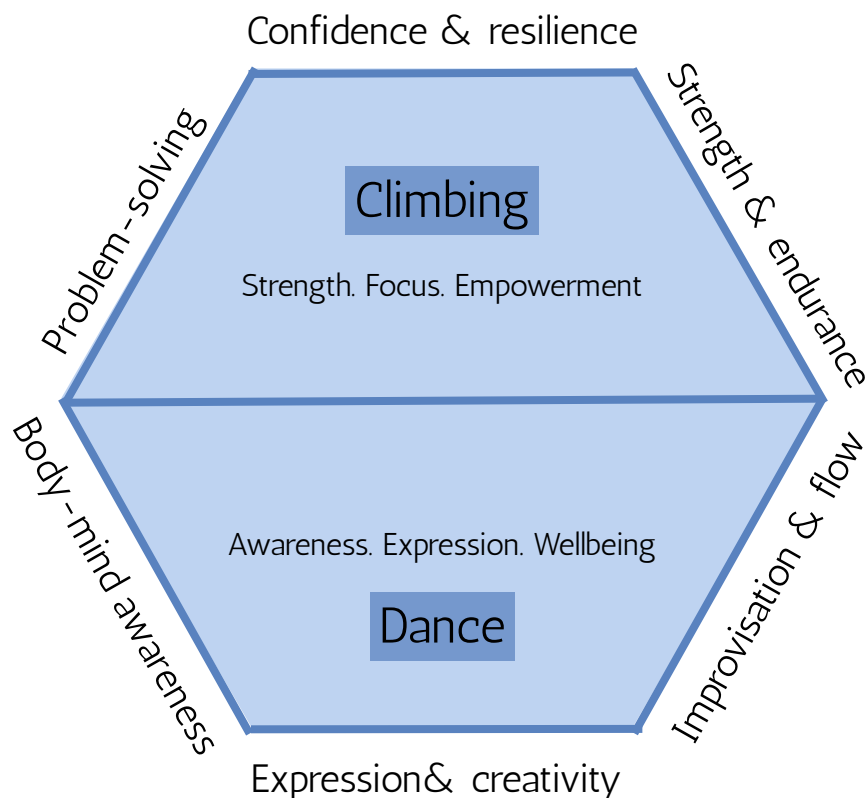 Confidence & resilience
Problem-solving
Strength & endurance
Climbing
Strength. Focus. Empowerment
Body-mind awareness
Improvisation & flow
Awareness. Expression. Wellbeing
Dance
Expression& creativity